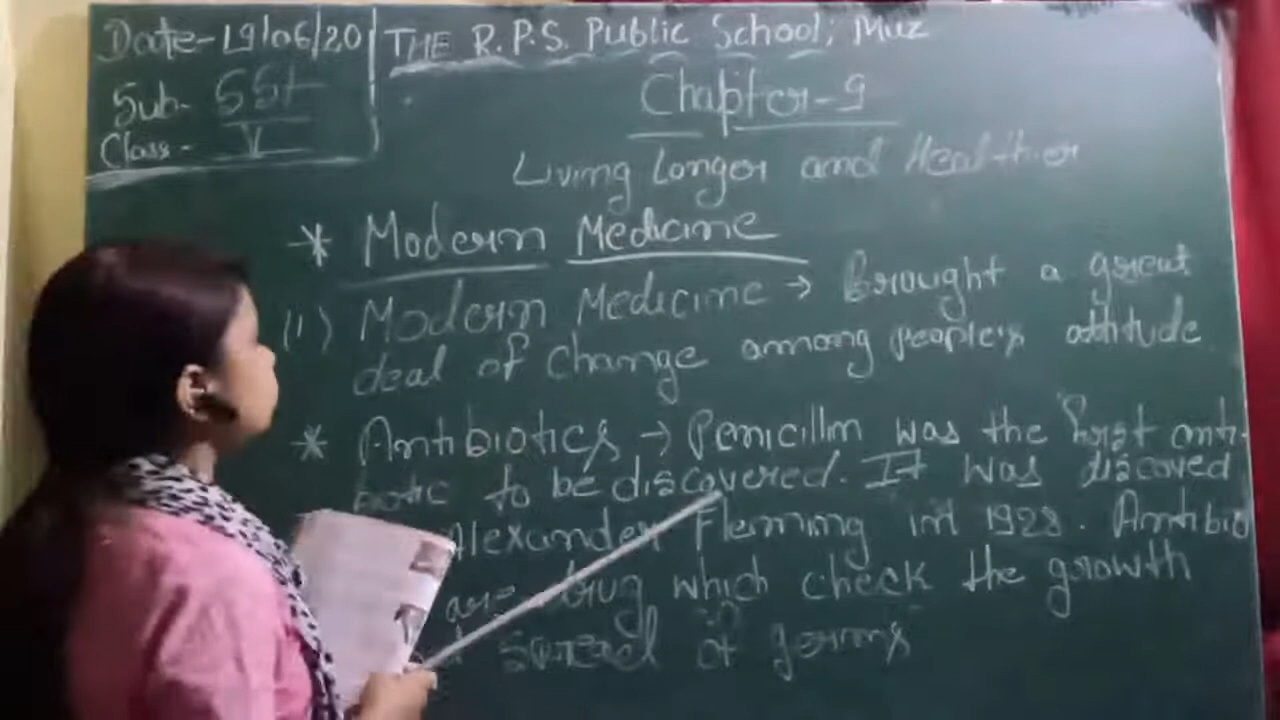 Date-19/06/20
Sub- SSt
Class- V
THE R.P.S. Public School, Muz
Chapter-9
Living Longer and Healthier
* Modern Medicine
(1) Modern Medicine → brought a great
deal of change among people's attitude
* Antibiotics → Penicillin was the first anti-
biotic to be discovered. It was discoved
Alexander Fleming in 1928. Antibio
are drug which check the growth
spread of germs